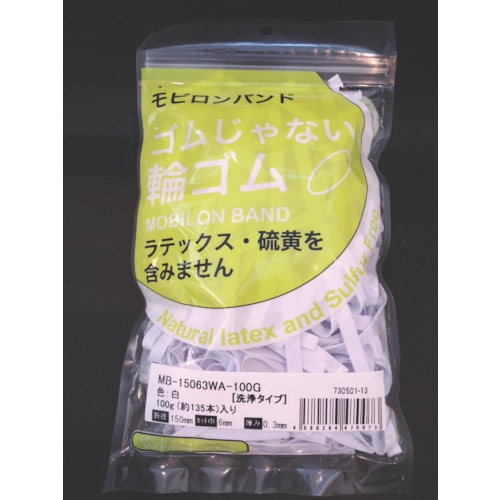 モビロンバンド
ゴムじゃない
輪ゴム
MOBILON BAND
ラテックス・硫黄を
含みません
Natural latex and Sulfur Free
MB-15063WA-100G
730501-13
色:白
[洗浄タイプ]
100g(約135本)入り
折径 150mm カット巾 6mm 厚み 0.3mm